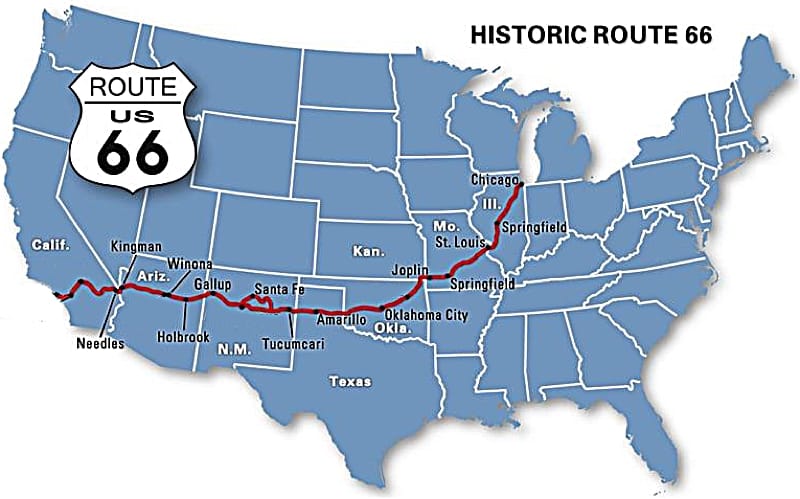 HISTORIC ROUTE 66
ROUTE
US
66
Chicago
Ill.
Springfield
Mo.
St. Louis
Calif.
Kingman
Kan.
Winona
Joplin
Ariz.
Gallup
Santa Fe
Springfield
Amarillo
Oklahoma City
Okla.
Needles
Holbrook
Tucumcari
N.M.
Texas